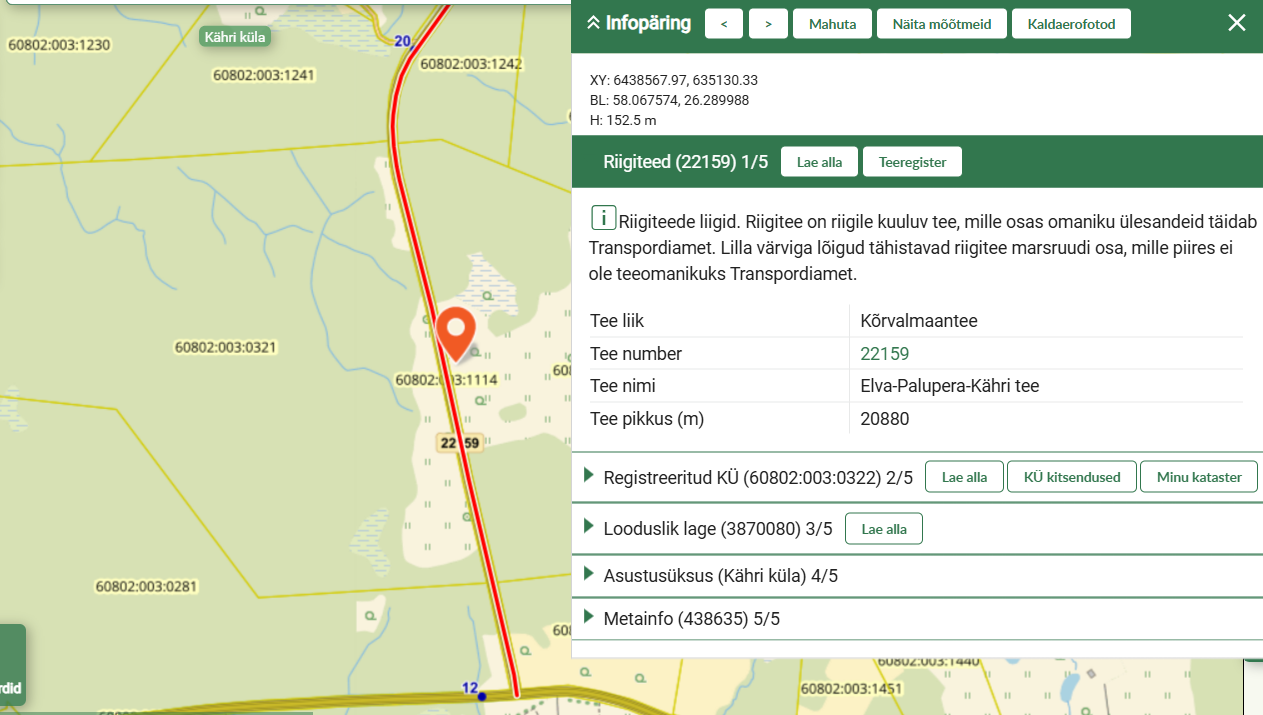 Kähri küla
60802:003:1230
60802:003:1241
20
60802:003:1242
60802:003:0321
60802:003:1114
22159
60802:003:0281
12
60802:003:1440
60802:003:1451
rdid
Infopäring
<
>
Mahuta
Näita mõõtmeid
Kaldaerofotod
XY: 6438567.97, 635130.33
BL: 58.067574, 26.289988
H: 152.5 m
Riigiteed (22159) 1/5
Lae alla
Teeregister
i Riigiteede liigid. Riigitee on riigile kuuluv tee, mille osas omaniku ülesandeid täidab
Transpordiamet. Lilla värviga lõigud tähistavad riigitee marsruudi osa, mille piires ei
ole teeomanikuks Transpordiamet.
Tee liik Kõrvalmaantee
Tee number 22159
Tee nimi Elva-Palupera-Kähri tee
Tee pikkus (m) 20880
Registreeritud KÜ (60802:003:0322) 2/5 Lae alla KÜ kitsendused Minu kataster
Looduslik lage (3870080) 3/5 Lae alla
Asustusüksus (Kähri küla) 4/5
Metainfo (438635) 5/5